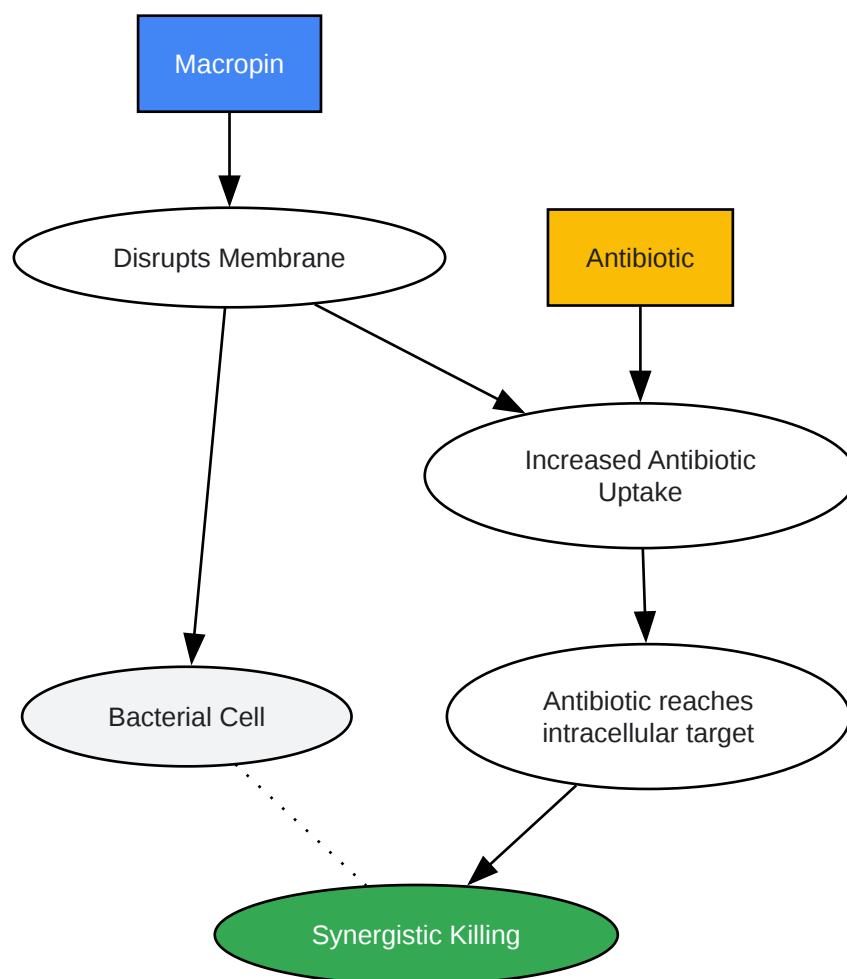 Macropin
Disrupts Membrane
Antibiotic
Increased Antibiotic
Uptake
Bacterial Cell
Antibiotic reaches
intracellular target
Synergistic Killing